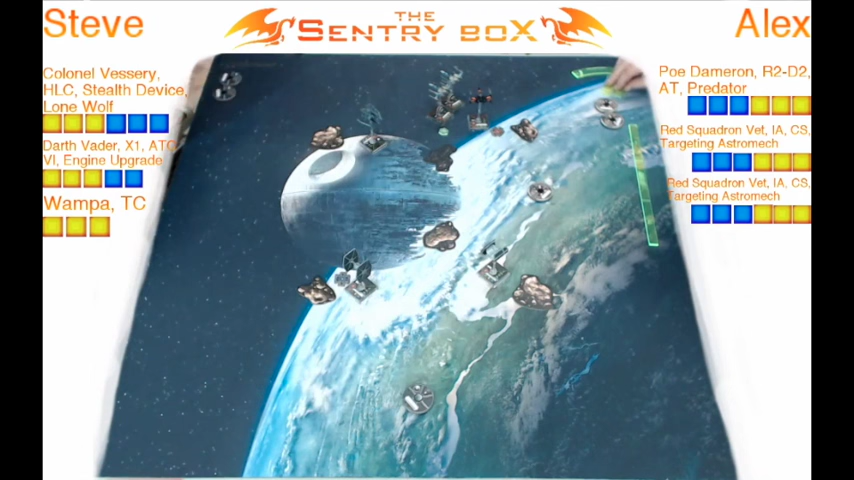 Steve
THE
SENTRY BOX
Alex
Colonel Vessery,
HLC, Stealth Device,
Lone Wolf
Darth Vader, X1, ATC
VI, Engine Upgrade
Wampa, TC
Poe Dameron, R2-D2,
AT, Predator
Red Squadron Vet, IA, CS,
Targeting Astromech
Red Squadron Vet, IA, CS,
Targeting Astromech